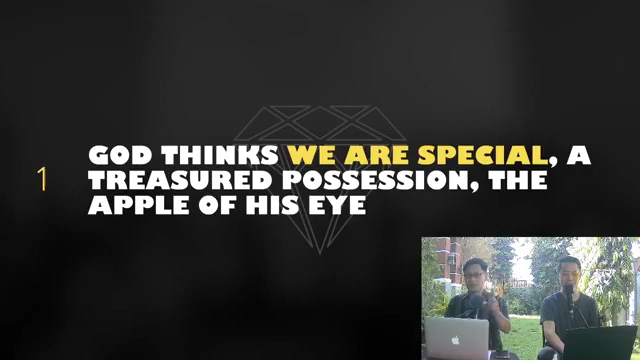 1
GOD THINKS WE ARE SPECIAL, A
TREASURED POSSESSION, THE
APPLE OF HIS EYE